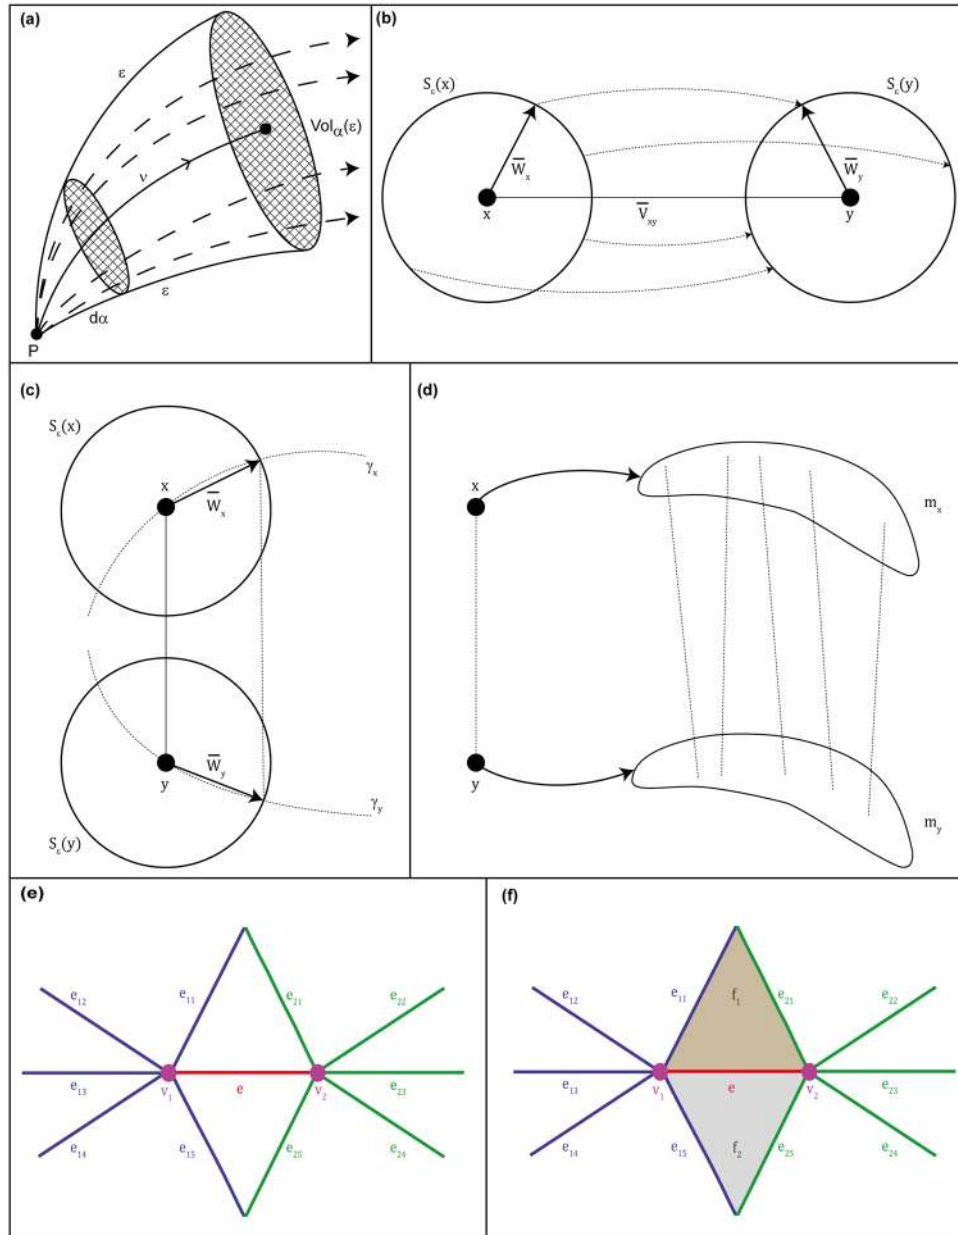 (a)
ε
Vol_α(ε)
ν
ε
dα
P
(b)
S_ε(x)
S_ε(y)
W̅_x
W̅_y
x
V̅_xy
y
(c)
S_ε(x)
x
γ_x
W̅_x
W̅_y
y
γ_y
S_ε(y)
(d)
x
m_x
y
m_y
(e)
e_12
e_11
e_21
e_22
e_13
v_1
e
v_2
e_23
e_14
e_15
e_25
e_24
(f)
e_12
e_11
f_1
e_21
e_22
e_13
v_1
e
v_2
e_23
e_14
e_15
f_2
e_25
e_24